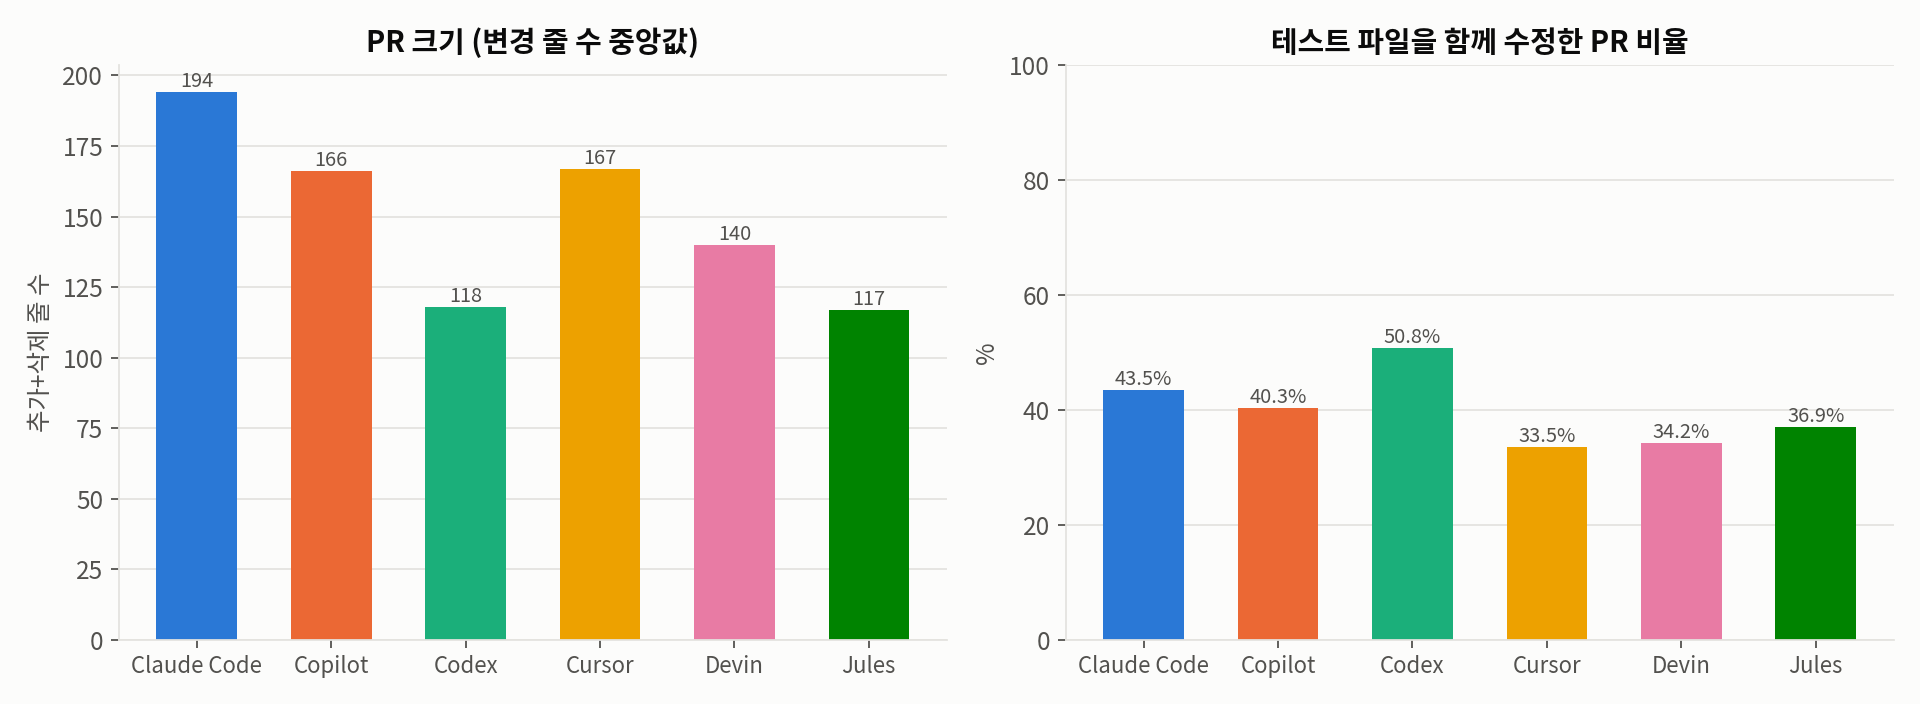 PR 크기 (변경 줄 수 중앙값)
추가+삭제 줄 수
200
175
150
125
100
75
50
25
0
194
166
118
167
140
117
Claude Code
Copilot
Codex
Cursor
Devin
Jules
테스트 파일을 함께 수정한 PR 비율
%
100
80
60
40
20
0
43.5%
40.3%
50.8%
33.5%
34.2%
36.9%
Claude Code
Copilot
Codex
Cursor
Devin
Jules